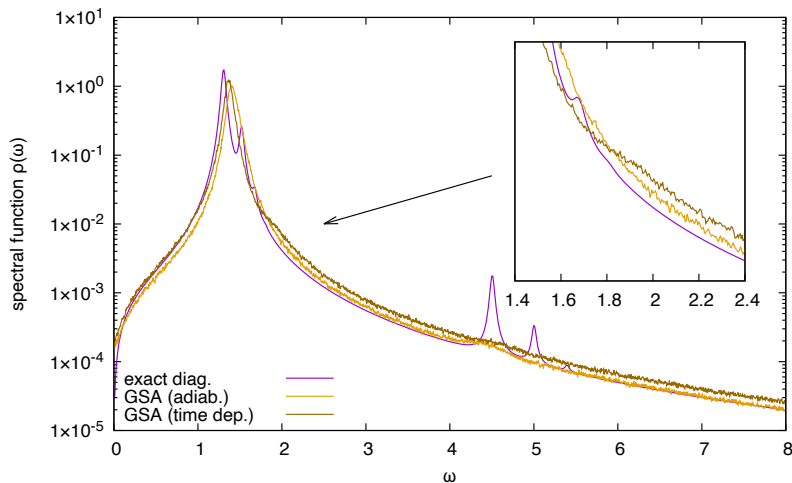 1×10^1
1×10^0
1×10^-1
1×10^-2
1×10^-3
1×10^-4
1×10^-5
spectral function ρ(ω)
1.4 1.6 1.8 2 2.2 2.4
exact diag.
GSA (adiab.)
GSA (time dep.)
0 1 2 3 4 5 6 7 8
ω